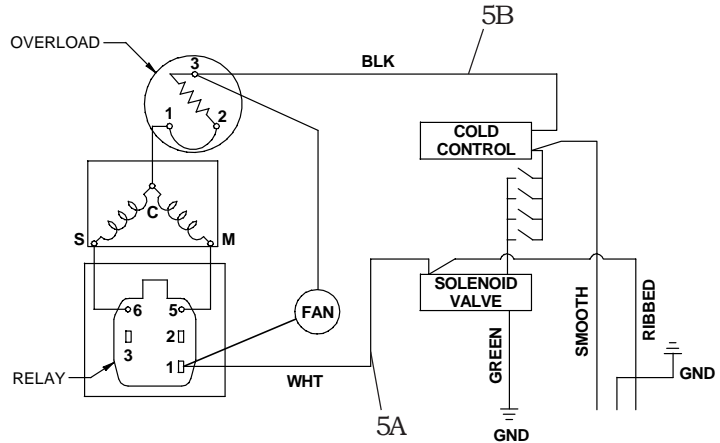 5B
OVERLOAD
3
BLK
1
2
COLD
CONTROL
C
S
M
SOLENOID
VALVE
6
5
FAN
3
2
1
GREEN
SMOOTH
RIBBED
RELAY
WHT
GND
5A
GND